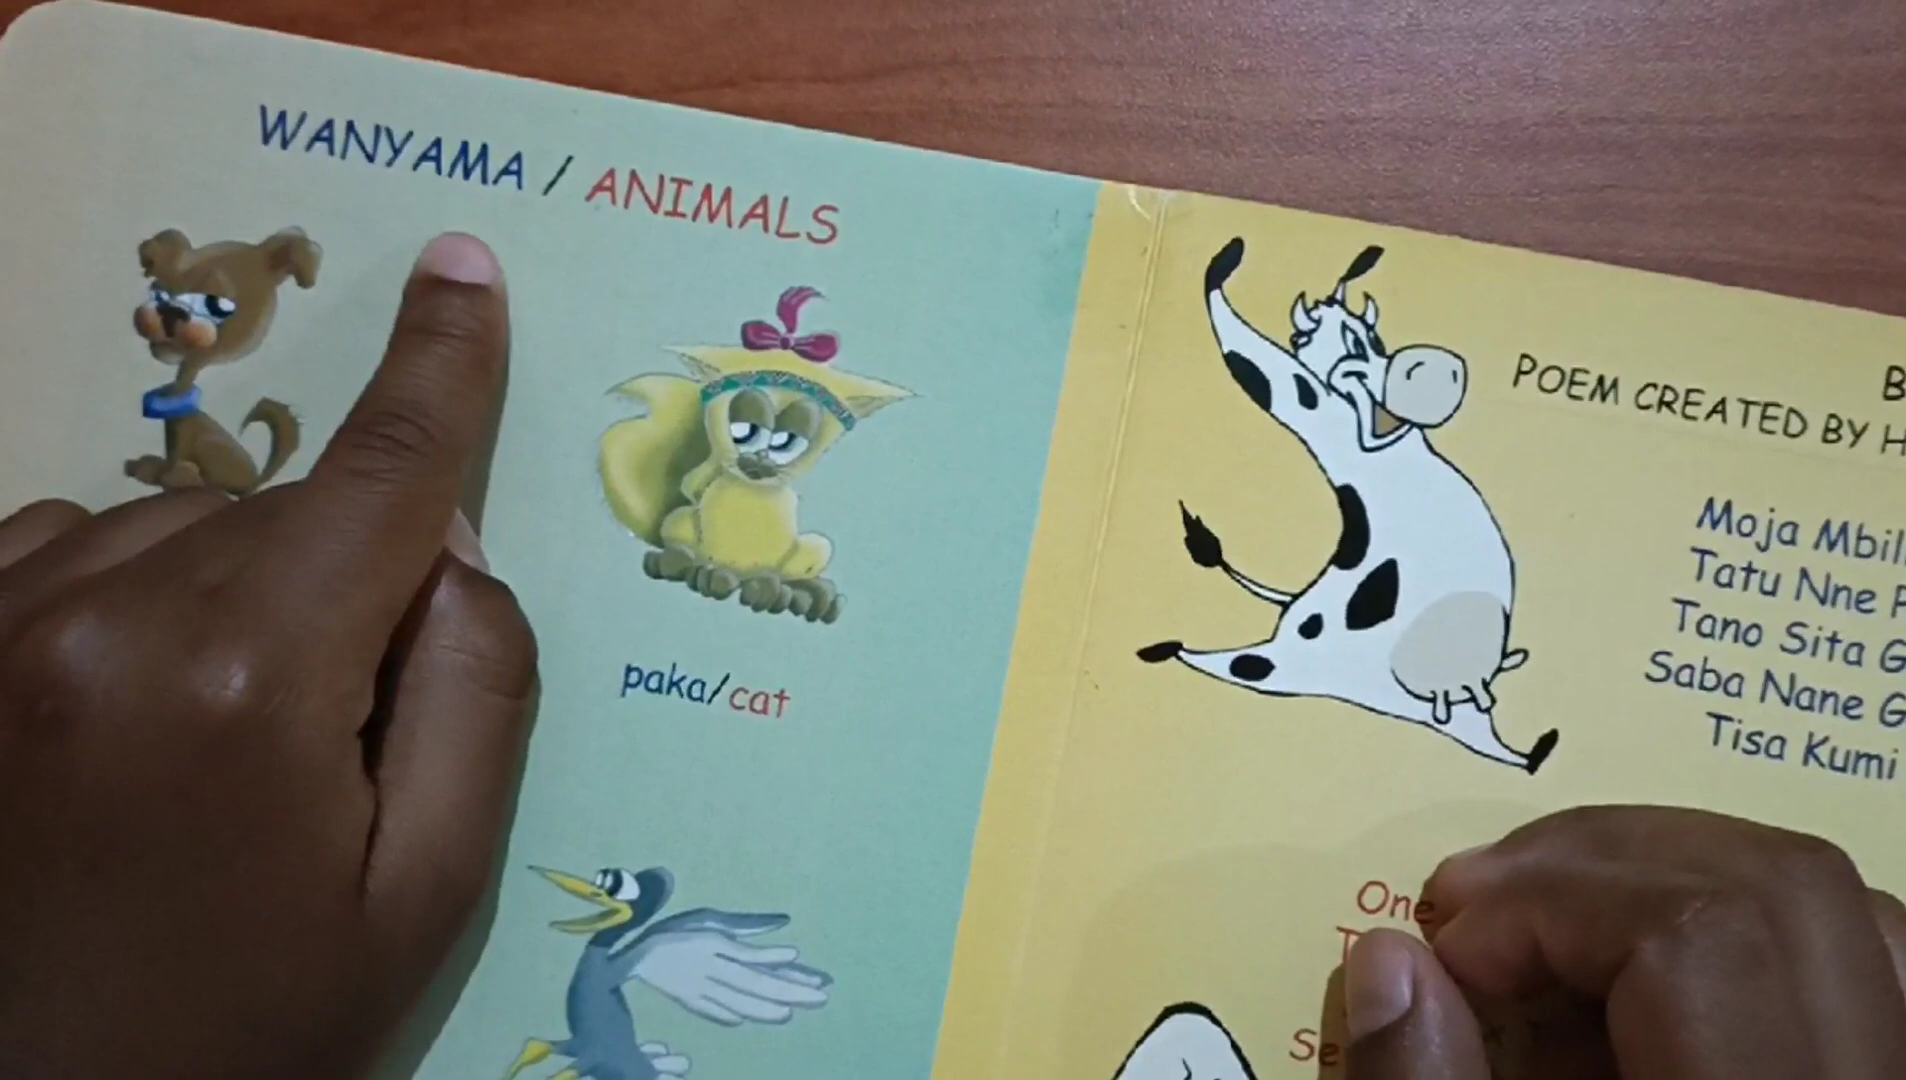 WANYAMA / ANIMALS
paka/cat
POEM CREATED BY
Moja
Tatu Nne
Tano Sita
Saba Nane
Tisa Kumi
One